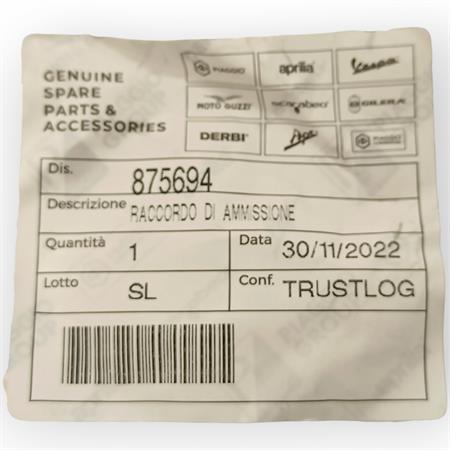 GENUINE
SPARE
PARTS &
ACCESSORIES
PIAGGIO aprilia Vespa
MOTO GUZZI scarabeo GILERA
DERBI Ape PIAGGIO
Dis. 875694
Descrizione RACCORDO DI AMMISSIONE
Quantità 1 Data 30/11/2022
Lotto SL Conf. TRUSTLOG